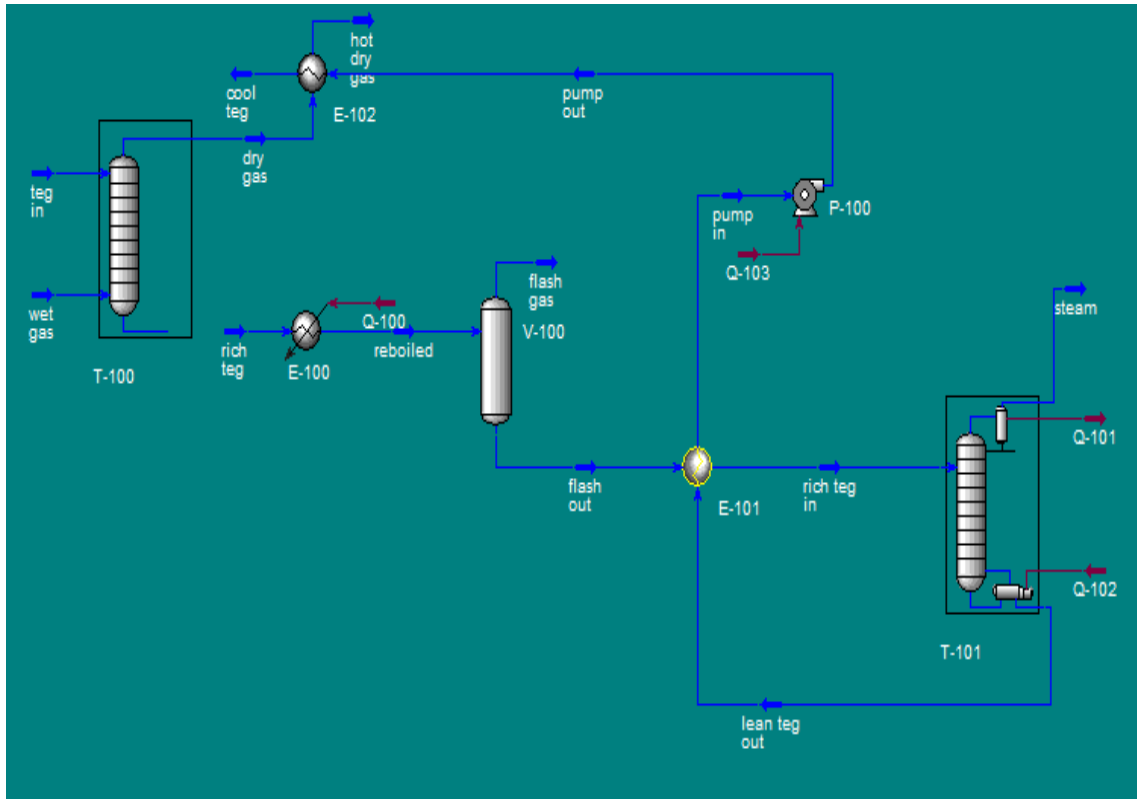 hot
dry
gas
cool
teg
E-102
pump
out
dry
gas
teg
in
pump
in
P-100
Q-103
flash
gas
steam
wet
gas
Q-100
V-100
rich
teg
reboiled
E-100
T-100
Q-101
flash
out
rich teg
in
E-101
Q-102
T-101
lean teg
out